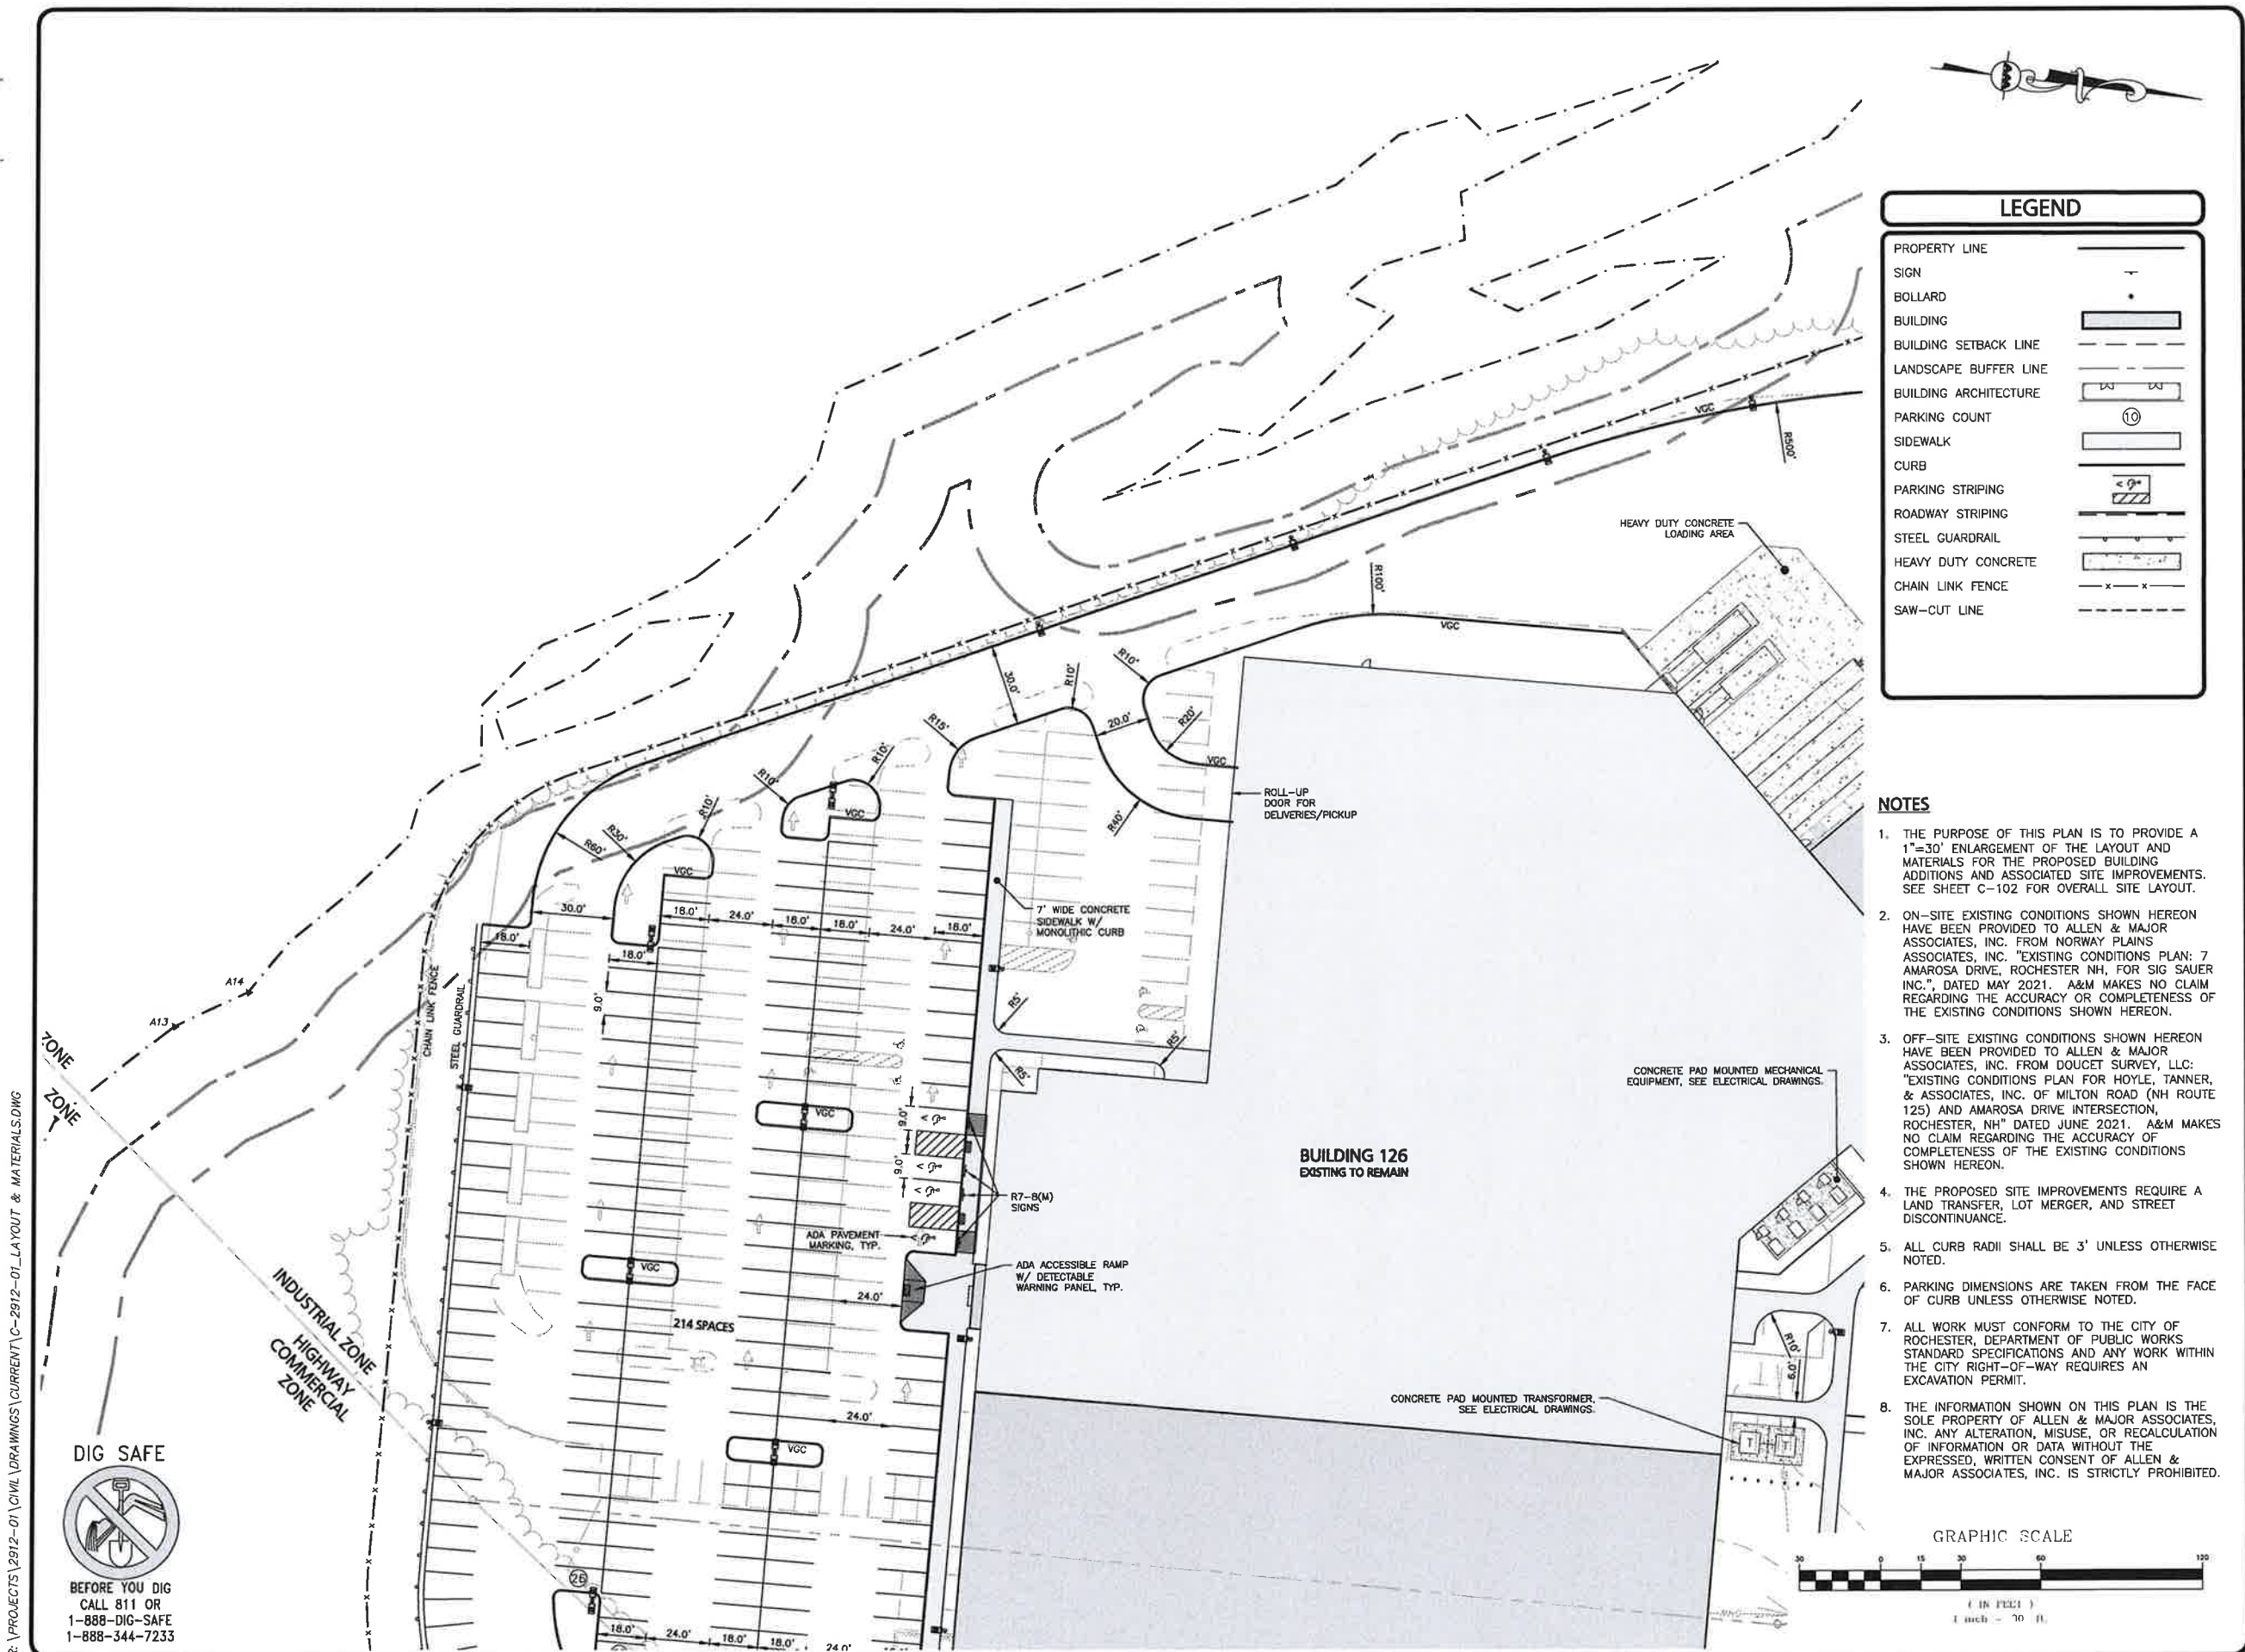 LEGEND
PROPERTY LINE
SIGN
BOLLARD
BUILDING
BUILDING SETBACK LINE
LANDSCAPE BUFFER LINE
BUILDING ARCHITECTURE
PARKING COUNT
10
SIDEWALK
CURB
PARKING STRIPING
ROADWAY STRIPING
STEEL GUARDRAIL
HEAVY DUTY CONCRETE
CHAIN LINK FENCE
SAW-CUT LINE
NOTES
1. THE PURPOSE OF THIS PLAN IS TO PROVIDE A
1"=30' ENLARGEMENT OF THE LAYOUT AND
MATERIALS FOR THE PROPOSED BUILDING
ADDITIONS AND ASSOCIATED SITE IMPROVEMENTS.
SEE SHEET C-102 FOR OVERALL SITE LAYOUT.
2. ON-SITE EXISTING CONDITIONS SHOWN HEREON
HAVE BEEN PROVIDED TO ALLEN & MAJOR
ASSOCIATES, INC. FROM NORWAY PLAINS
ASSOCIATES, INC. "EXISTING CONDITIONS PLAN: 7
AMAROSA DRIVE, ROCHESTER NH, FOR SIG SAUER
INC.", DATED MAY 2021. A&M MAKES NO CLAIM
REGARDING THE ACCURACY OR COMPLETENESS OF
THE EXISTING CONDITIONS SHOWN HEREON.
3. OFF-SITE EXISTING CONDITIONS SHOWN HEREON
HAVE BEEN PROVIDED TO ALLEN & MAJOR
ASSOCIATES, INC. FROM DOUCET SURVEY, LLC:
"EXISTING CONDITIONS PLAN FOR HOYLE, TANNER,
& ASSOCIATES, INC. OF MILTON ROAD (NH ROUTE
125) AND AMAROSA DRIVE INTERSECTION,
ROCHESTER, NH" DATED JUNE 2021. A&M MAKES
NO CLAIM REGARDING THE ACCURACY OF
COMPLETENESS OF THE EXISTING CONDITIONS
SHOWN HEREON.
4. THE PROPOSED SITE IMPROVEMENTS REQUIRE A
LAND TRANSFER, LOT MERGER, AND STREET
DISCONTINUANCE.
5. ALL CURB RADII SHALL BE 3' UNLESS OTHERWISE
NOTED.
6. PARKING DIMENSIONS ARE TAKEN FROM THE FACE
OF CURB UNLESS OTHERWISE NOTED.
7. ALL WORK MUST CONFORM TO THE CITY OF
ROCHESTER, DEPARTMENT OF PUBLIC WORKS
STANDARD SPECIFICATIONS AND ANY WORK WITHIN
THE CITY RIGHT-OF-WAY REQUIRES AN
EXCAVATION PERMIT.
8. THE INFORMATION SHOWN ON THIS PLAN IS THE
SOLE PROPERTY OF ALLEN & MAJOR ASSOCIATES,
INC. ANY ALTERATION, MISUSE, OR RECALCULATION
OF INFORMATION OR DATA WITHOUT THE
EXPRESSED, WRITTEN CONSENT OF ALLEN &
MAJOR ASSOCIATES, INC. IS STRICTLY PROHIBITED.
GRAPHIC SCALE
30 0 15 30 60 120
( IN FEET )
1 inch = 30 ft.
VGC
R500'
HEAVY DUTY CONCRETE
LOADING AREA
R100'
VGC
R10'
R10'
30.0'
20.0'
R20'
R15'
VGC
R40'
ROLL-UP
DOOR FOR
DELIVERIES/PICKUP
R10'
R10'
VGC
R10'
R30'
R60'
VGC
30.0'
18.0'
24.0'
18.0'
18.0'
24.0'
18.0'
18.0'
18.0'
9.0'
7' WIDE CONCRETE
SIDEWALK W/
MONOLITHIC CURB
CHAIN LINK FENCE
STEEL GUARDRAIL
A14
A13
ZONE
ZONE
R5'
R5'
R5'
VGC
9.0'
9.0'
R7-8(M)
SIGNS
ADA PAVEMENT
MARKING, TYP.
ADA ACCESSIBLE RAMP
W/ DETECTABLE
WARNING PANEL, TYP.
VGC
24.0'
214 SPACES
24.0'
VGC
BUILDING 126
EXISTING TO REMAIN
CONCRETE PAD MOUNTED MECHANICAL
EQUIPMENT, SEE ELECTRICAL DRAWINGS.
CONCRETE PAD MOUNTED TRANSFORMER,
SEE ELECTRICAL DRAWINGS.
R10'
9.0'
T
T
INDUSTRIAL ZONE
HIGHWAY
COMMERCIAL
ZONE
26
18.0'
24.0'
18.0'
18.0'
24.0'
18.0'
DIG SAFE
BEFORE YOU DIG
CALL 811 OR
1-888-DIG-SAFE
1-888-344-7233
\PROJECTS\2912-01\CIVIL\DRAWINGS\CURRENT\C-2912-01_LAYOUT & MATERIALS.DWG